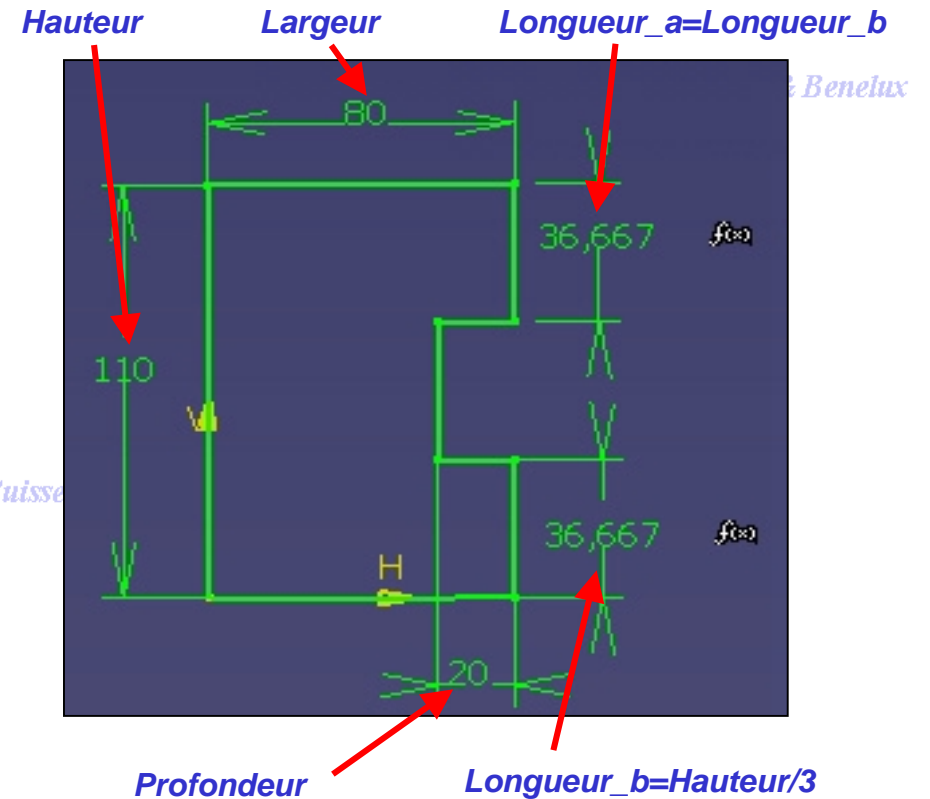 Hauteur Largeur Longueur_a=Longueur_b
& Benelux
80
36,667 f(x)
110
V
uisse
36,667 f(x)
H
20
Profondeur Longueur_b=Hauteur/3